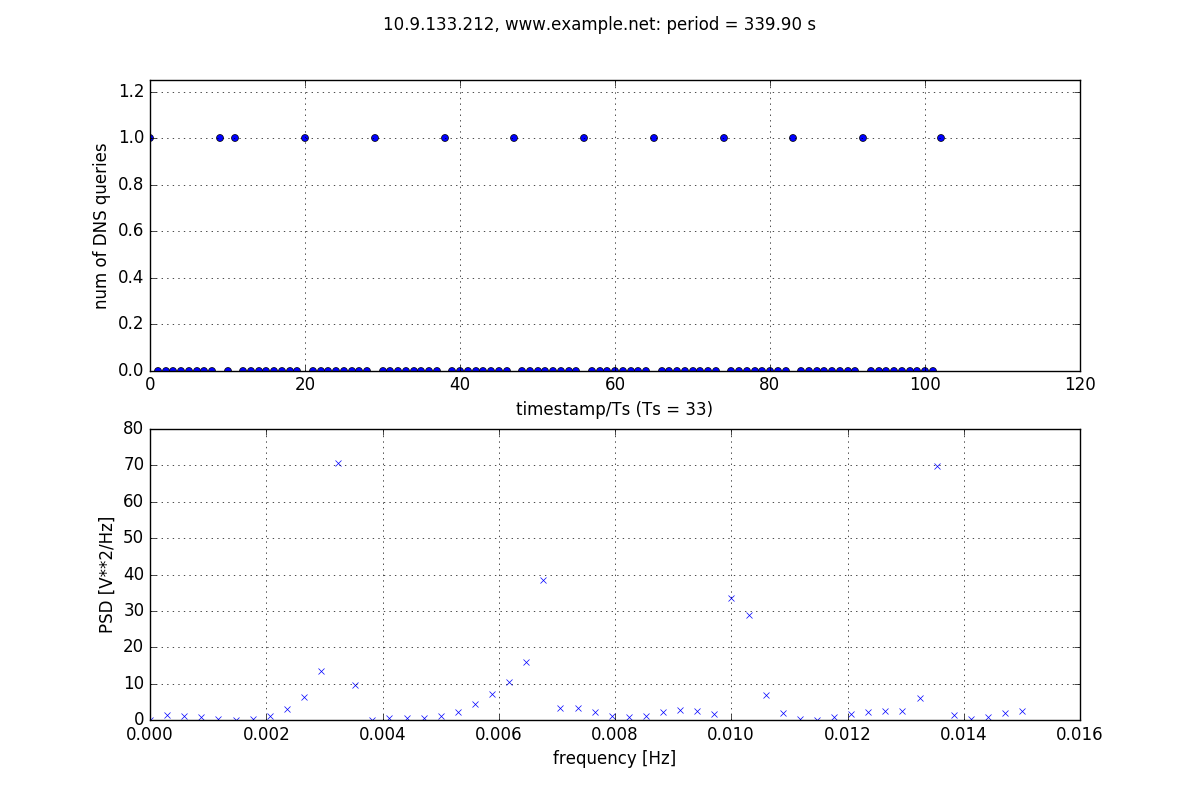 10.9.133.212, www.example.net: period = 339.90 s
1.2
1.0
0.8
0.6
0.4
0.2
0.0
num of DNS queries
0 20 40 60 80 100 120
timestamp/Ts (Ts = 33)
80
70
60
50
40
30
20
10
0
PSD [V**2/Hz]
0.000 0.002 0.004 0.006 0.008 0.010 0.012 0.014 0.016
frequency [Hz]